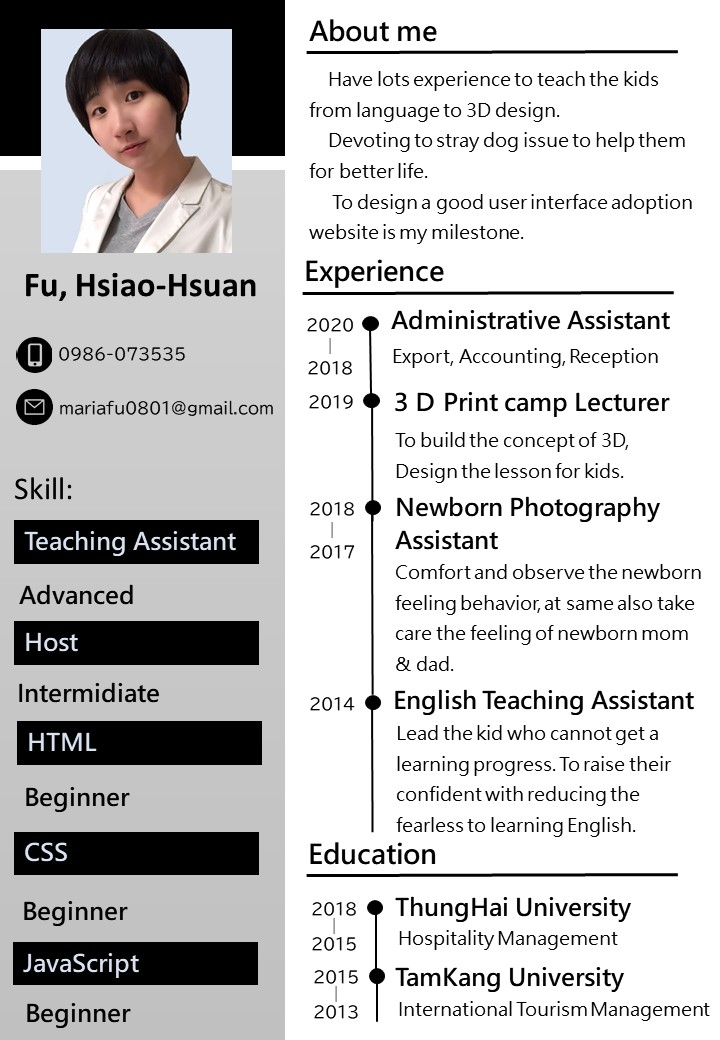 Fu, Hsiao-Hsuan
0986-073535
mariafu0801@gmail.com
Skill:
Teaching Assistant
Advanced
Host
Intermidiate
HTML
Beginner
CSS
Beginner
JavaScript
Beginner
About me
Have lots experience to teach the kids
from language to 3D design.
Devoting to stray dog issue to help them
for better life.
To design a good user interface adoption
website is my milestone.
Experience
2020
|
2018
Administrative Assistant
Export, Accounting, Reception
2019
3 D Print camp Lecturer
To build the concept of 3D,
Design the lesson for kids.
2018
|
2017
Newborn Photography
Assistant
Comfort and observe the newborn
feeling behavior, at same also take
care the feeling of newborn mom
& dad.
2014
English Teaching Assistant
Lead the kid who cannot get a
learning progress. To raise their
confident with reducing the
fearless to learning English.
Education
2018
|
2015
ThungHai University
Hospitality Management
2015
|
2013
TamKang University
International Tourism Management